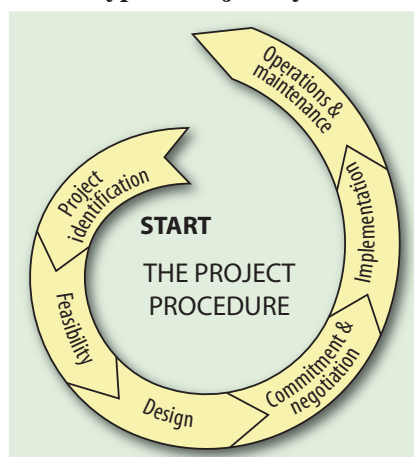 START
THE PROJECT
PROCEDURE
Project
identification
Feasibility
Design
Commitment &
negotiation
Implementation
Operations &
maintenance